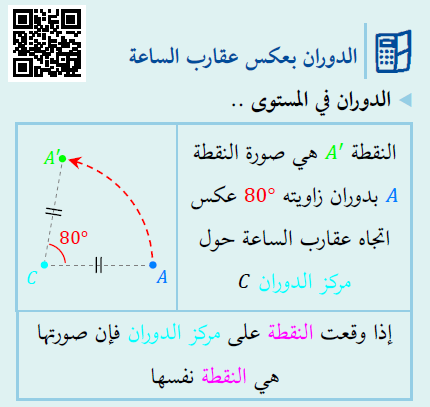 الدوران بعكس عقارب الساعة
الدوران في المستوى ..
النقطة A′ هي صورة النقطة
A بدوران زاويته 80° عكس
اتجاه عقارب الساعة حول
مركز الدوران C
A′
80°
C
A
إذا وقعت النقطة على مركز الدوران فإن صورتها
هي النقطة نفسها